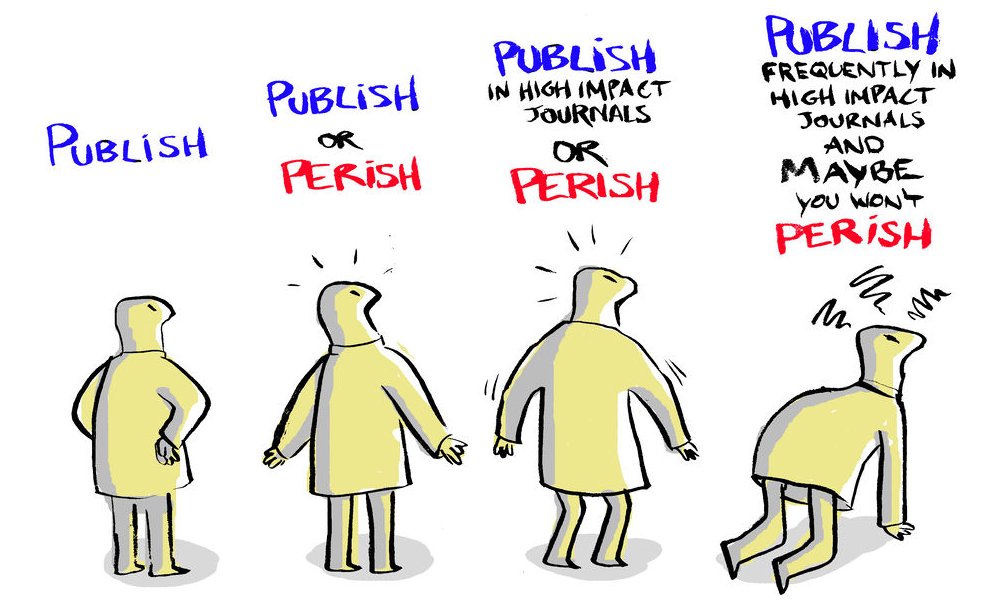 PUBLISH
PUBLISH
OR
PERISH
PUBLISH
IN HIGH IMPACT
JOURNALS
OR
PERISH
PUBLISH
FREQUENTLY IN
HIGH IMPACT
JOURNALS
AND
MAYBE
YOU WON'T
PERISH